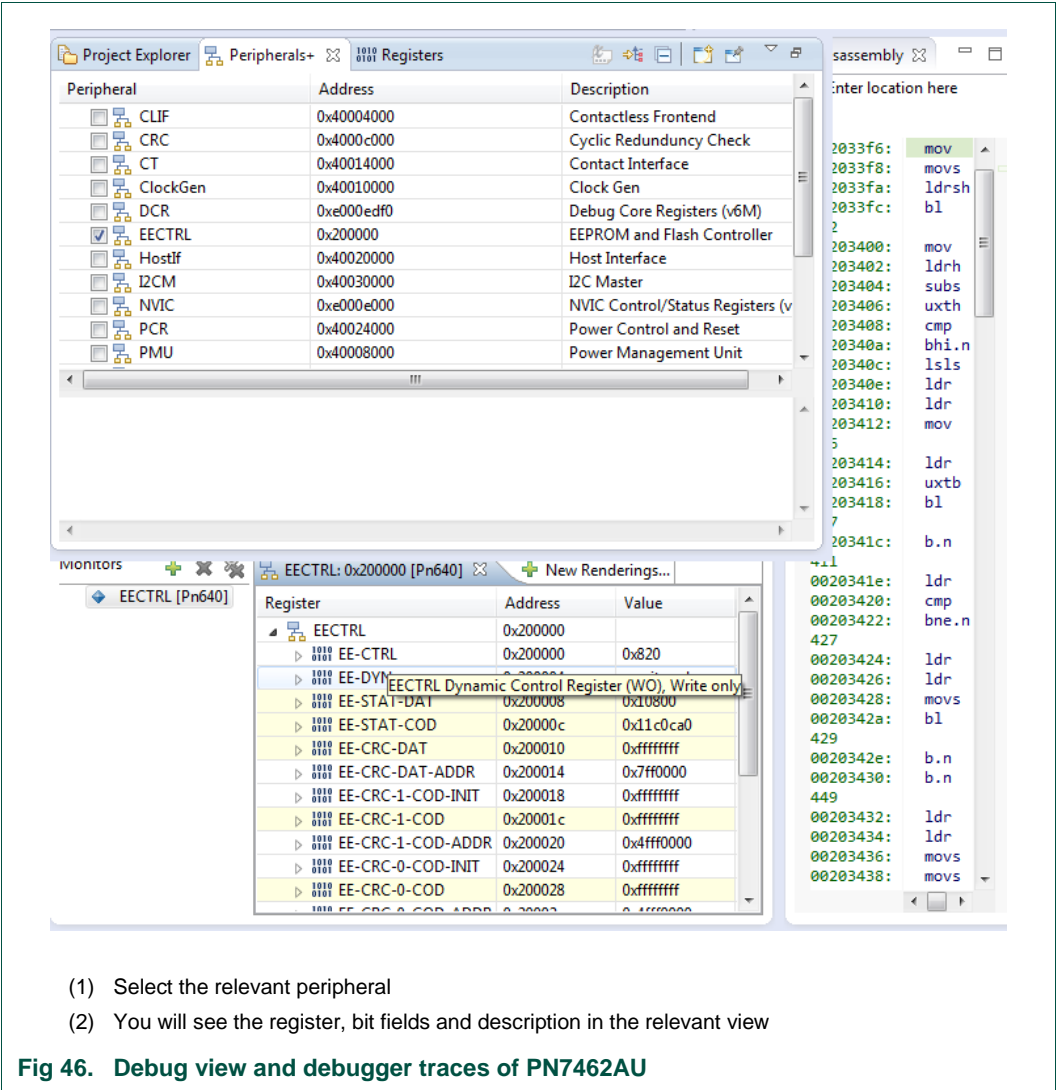 Project Explorer Peripherals+ Registers
Peripheral Address Description
CLIF 0x40004000 Contactless Frontend
CRC 0x4000c000 Cyclic Redunduncy Check
CT 0x40014000 Contact Interface
ClockGen 0x40010000 Clock Gen
DCR 0xe000edf0 Debug Core Registers (v6M)
EECTRL 0x200000 EEPROM and Flash Controller
HostIf 0x40020000 Host Interface
I2CM 0x40030000 I2C Master
NVIC 0xe000e000 NVIC Control/Status Registers (v
PCR 0x40024000 Power Control and Reset
PMU 0x40008000 Power Management Unit
sassembly
Enter location here
2033f6: mov
2033f8: movs
2033fa: ldrsh
2033fc: bl
2
203400: mov
203402: ldrh
203404: subs
203406: uxth
203408: cmp
20340a: bhi.n
20340c: lsls
20340e: ldr
203410: ldr
203412: mov
203414: ldr
203416: uxtb
203418: bl
20341c: b.n
411
0020341e: ldr
00203420: cmp
00203422: bne.n
427
00203424: ldr
00203426: ldr
00203428: movs
0020342a: bl
429
0020342e: b.n
00203430: b.n
449
00203432: ldr
00203434: ldr
00203436: movs
00203438: movs
Monitors
EECTRL [Pn640]
EECTRL: 0x200000 [Pn640] New Renderings...
Register Address Value
EECTRL 0x200000
EE-CTRL 0x200000 0x820
EE-DYN
EECTRL Dynamic Control Register (WO), Write only
EE-STAT-DAT 0x200008 0x10800
EE-STAT-COD 0x20000c 0x11c0ca0
EE-CRC-DAT 0x200010 0xffffffff
EE-CRC-DAT-ADDR 0x200014 0x7ff0000
EE-CRC-1-COD-INIT 0x200018 0xffffffff
EE-CRC-1-COD 0x20001c 0xffffffff
EE-CRC-1-COD-ADDR 0x200020 0x4fff0000
EE-CRC-0-COD-INIT 0x200024 0xffffffff
EE-CRC-0-COD 0x200028 0xffffffff
(1) Select the relevant peripheral
(2) You will see the register, bit fields and description in the relevant view
Fig 46. Debug view and debugger traces of PN7462AU